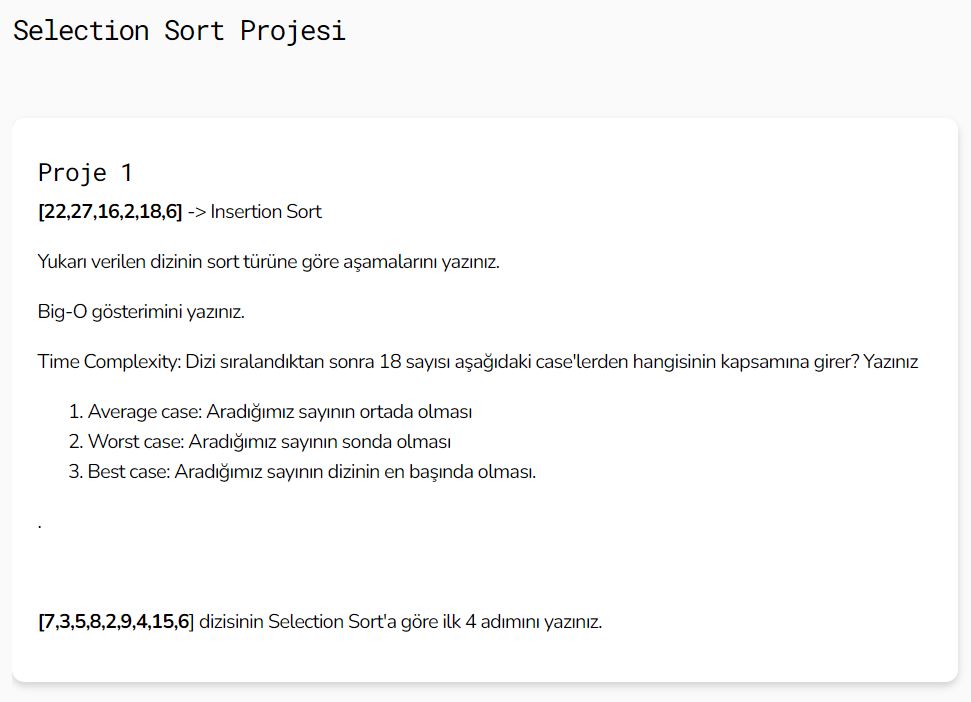 Selection Sort Projesi
Proje 1
[22,27,16,2,18,6] -> Insertion Sort
Yukarı verilen dizinin sort türüne göre aşamalarını yazınız.
Big-O gösterimini yazınız.
Time Complexity: Dizi sıralandıktan sonra 18 sayısı aşağıdaki case'lerden hangisinin kapsamına girer? Yazınız
1. Average case: Aradığımız sayının ortada olması
2. Worst case: Aradığımız sayının sonda olması
3. Best case: Aradığımız sayının dizinin en başında olması.
.
[7,3,5,8,2,9,4,15,6] dizisinin Selection Sort'a göre ilk 4 adımını yazınız.